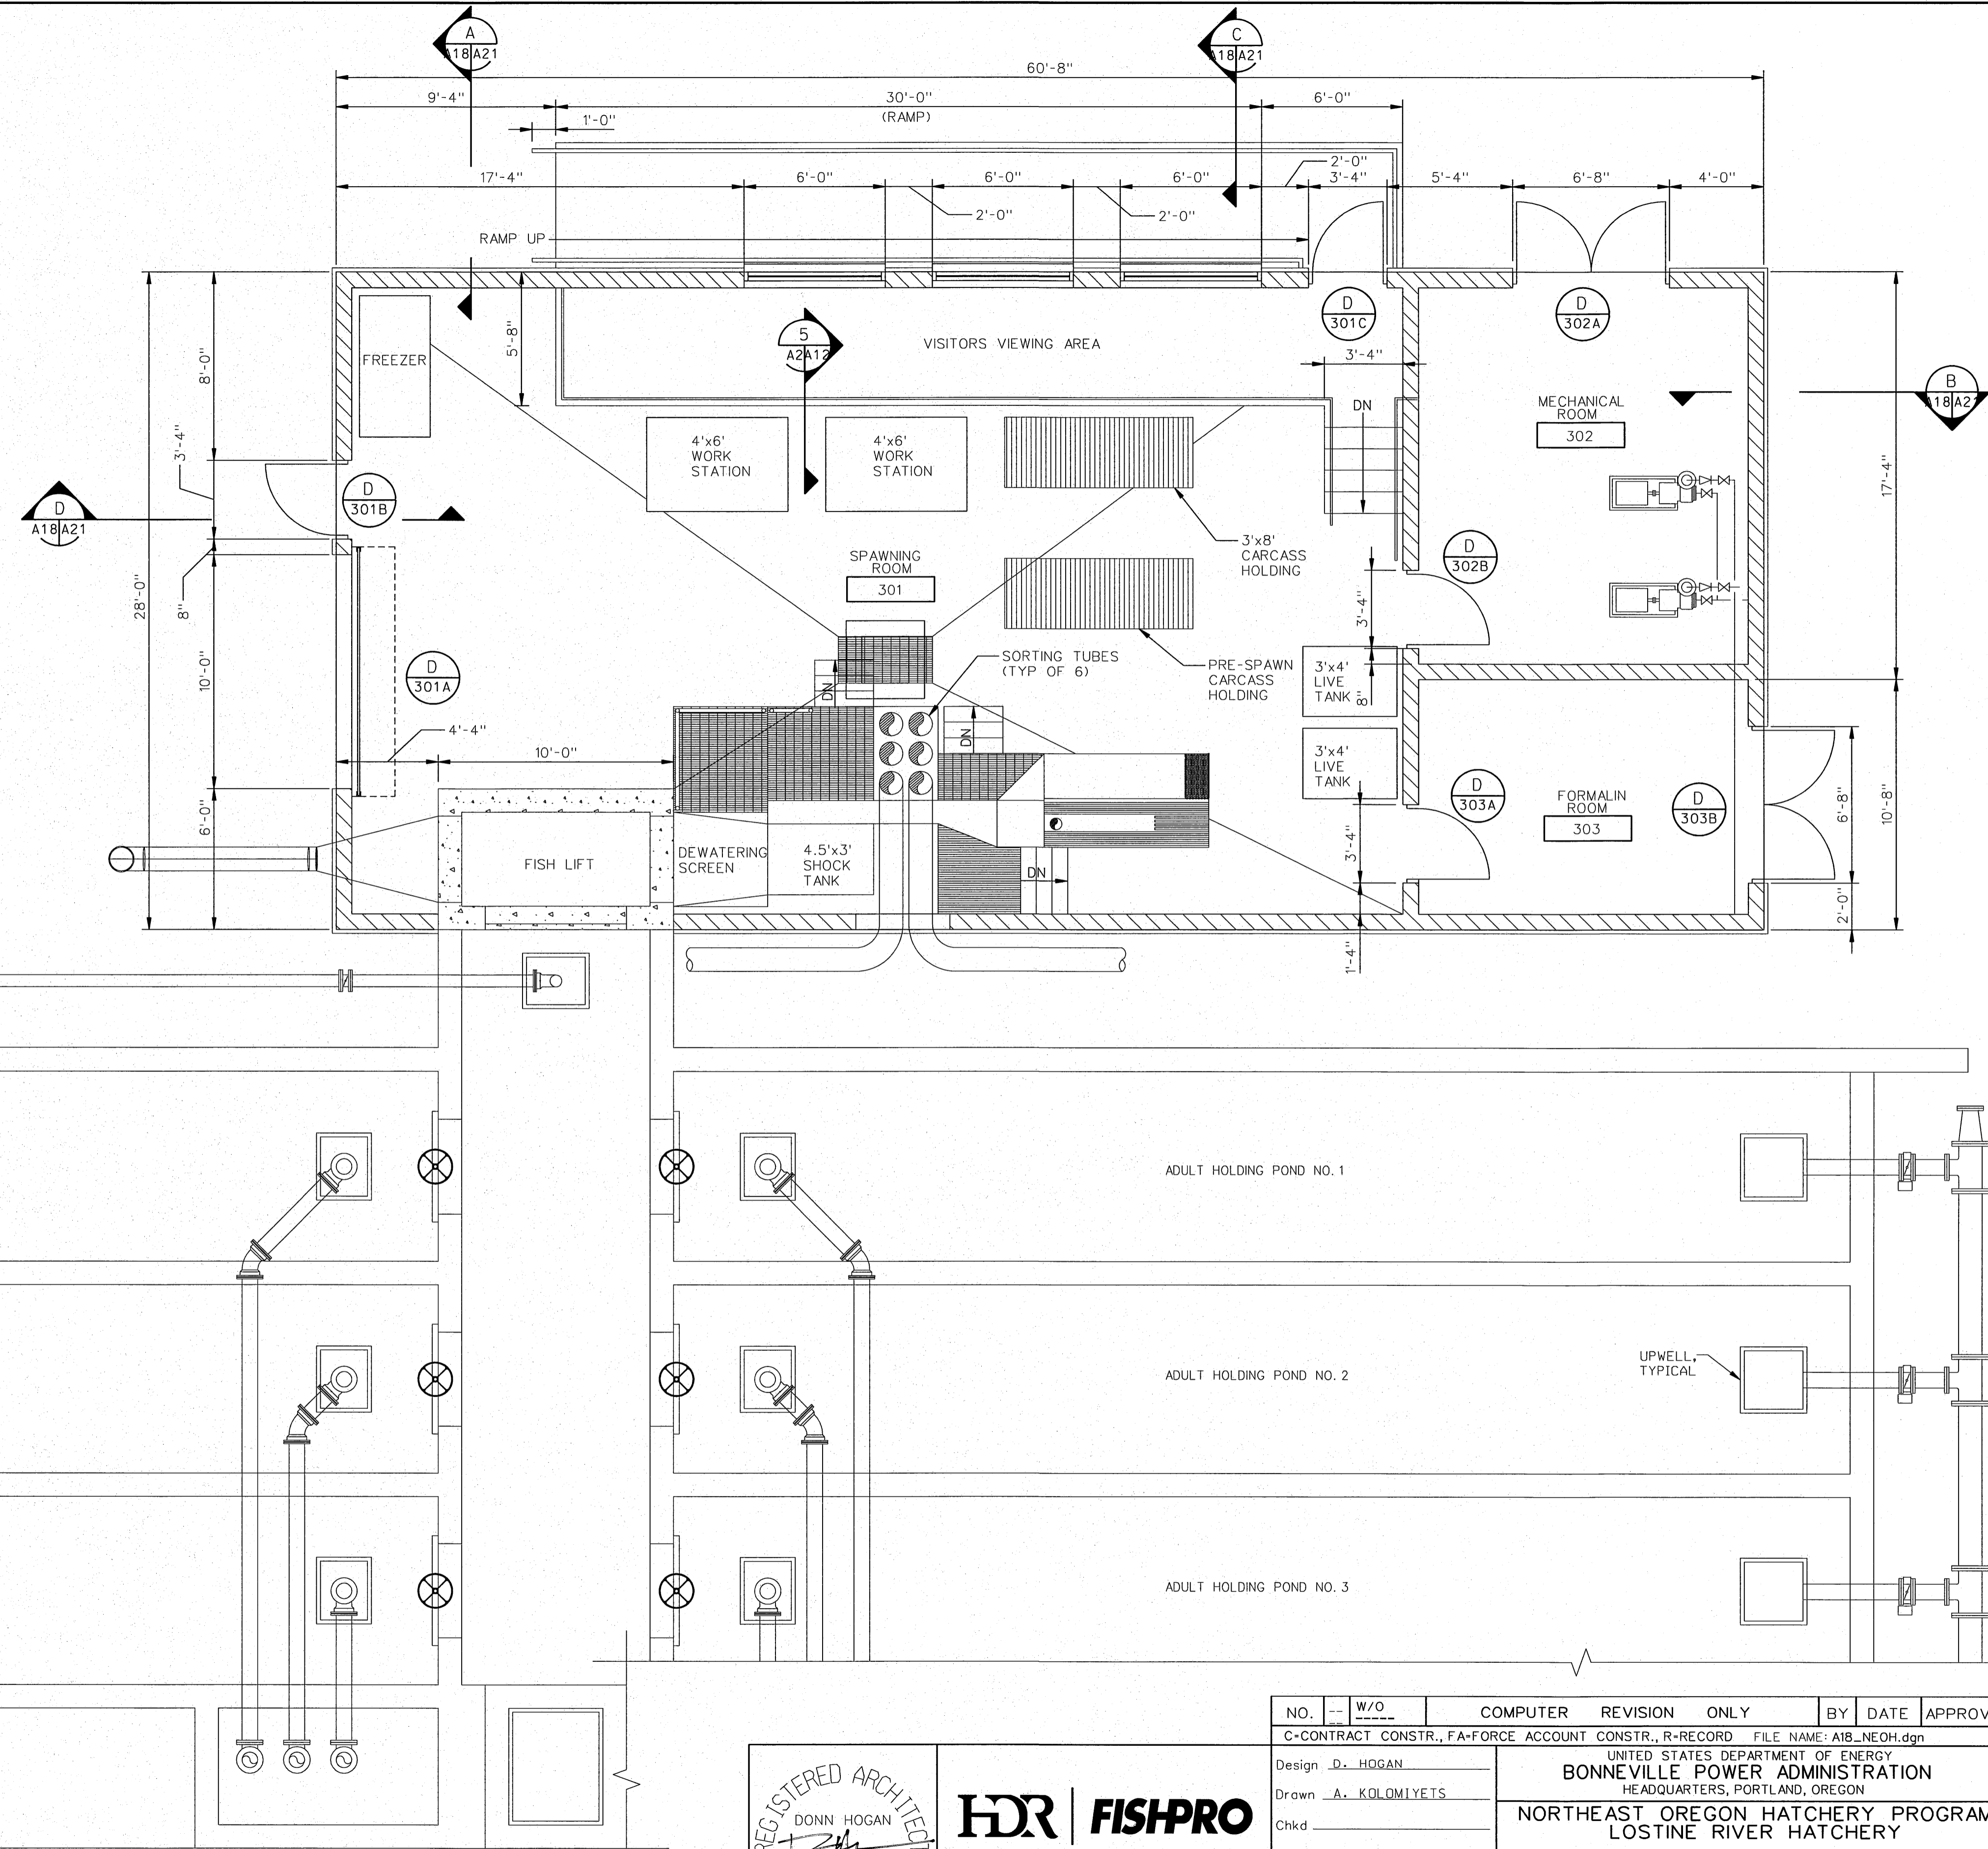 A
A18 A21
C
A18 A21
60'-8"
9'-4"
30'-0"
(RAMP)
6'-0"
1'-0"
17'-4"
6'-0"
6'-0"
6'-0"
2'-0"
3'-4"
5'-4"
6'-8"
4'-0"
2'-0"
2'-0"
RAMP UP
D
301C
D
302A
5'-8"
VISITORS VIEWING AREA
5
A2 A12
FREEZER
3'-4"
8'-0"
DN
B
A18 A21
MECHANICAL
ROOM
302
4'x6'
WORK
STATION
4'x6'
WORK
STATION
3'-4"
17'-4"
D
301B
D
A18 A21
3'x8'
CARCASS
HOLDING
D
302B
SPAWNING
ROOM
301
28'-0"
8"
3'-4"
10'-0"
D
301A
SORTING TUBES
(TYP OF 6)
PRE-SPAWN
CARCASS
HOLDING
3'x4'
LIVE
TANK
8"
DN
DN
4'-4"
10'-0"
3'x4'
LIVE
TANK
D
303A
FORMALIN
ROOM
303
D
303B
6'-8"
10'-8"
6'-0"
3'-4"
FISH LIFT
DEWATERING
SCREEN
4.5'x3'
SHOCK
TANK
DN
2'-0"
1'-4"
ADULT HOLDING POND NO. 1
UPWELL,
TYPICAL
ADULT HOLDING POND NO. 2
ADULT HOLDING POND NO. 3
NO. -- W/O ----- COMPUTER REVISION ONLY BY DATE APPROV
C=CONTRACT CONSTR., FA=FORCE ACCOUNT CONSTR., R=RECORD FILE NAME: A18_NEOH.dgn
Design D. HOGAN
Drawn A. KOLOMIYETS
Chkd
UNITED STATES DEPARTMENT OF ENERGY
BONNEVILLE POWER ADMINISTRATION
HEADQUARTERS, PORTLAND, OREGON
NORTHEAST OREGON HATCHERY PROGRAM
LOSTINE RIVER HATCHERY
REGISTERED ARCHITECT
DONN HOGAN
HDR FISHPRO